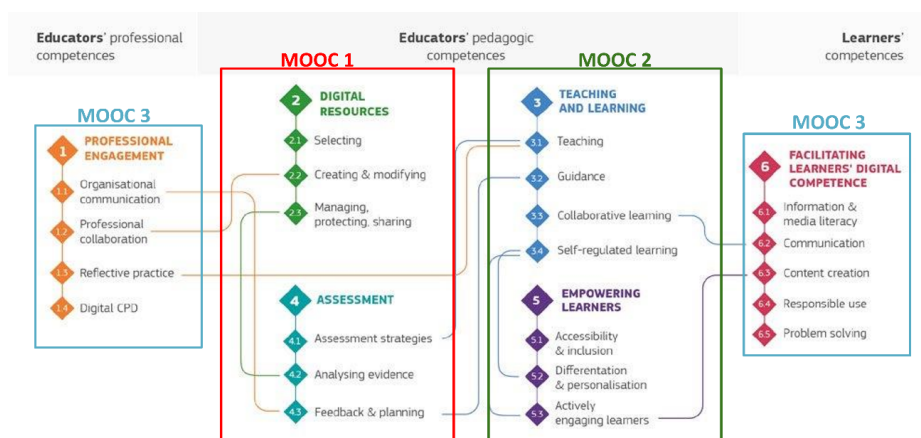 Educators' professional
competences
Educators' pedagogic
competences
Learners'
competences
MOOC 3
1
PROFESSIONAL
ENGAGEMENT
1.1
Organisational
communication
1.2
Professional
collaboration
1.3
Reflective practice
1.4
Digital CPD
MOOC 1
2
DIGITAL
RESOURCES
2.1
Selecting
2.2
Creating & modifying
2.3
Managing,
protecting, sharing
4
ASSESSMENT
4.1
Assessment strategies
4.2
Analysing evidence
4.3
Feedback & planning
MOOC 2
3
TEACHING
AND LEARNING
3.1
Teaching
3.2
Guidance
3.3
Collaborative learning
3.4
Self-regulated learning
5
EMPOWERING
LEARNERS
5.1
Accessibility
& inclusion
5.2
Differentation
& personalisation
5.3
Actively
engaging learners
MOOC 3
6
FACILITATING
LEARNERS' DIGITAL
COMPETENCE
6.1
Information &
media literacy
6.2
Communication
6.3
Content creation
6.4
Responsible use
6.5
Problem solving